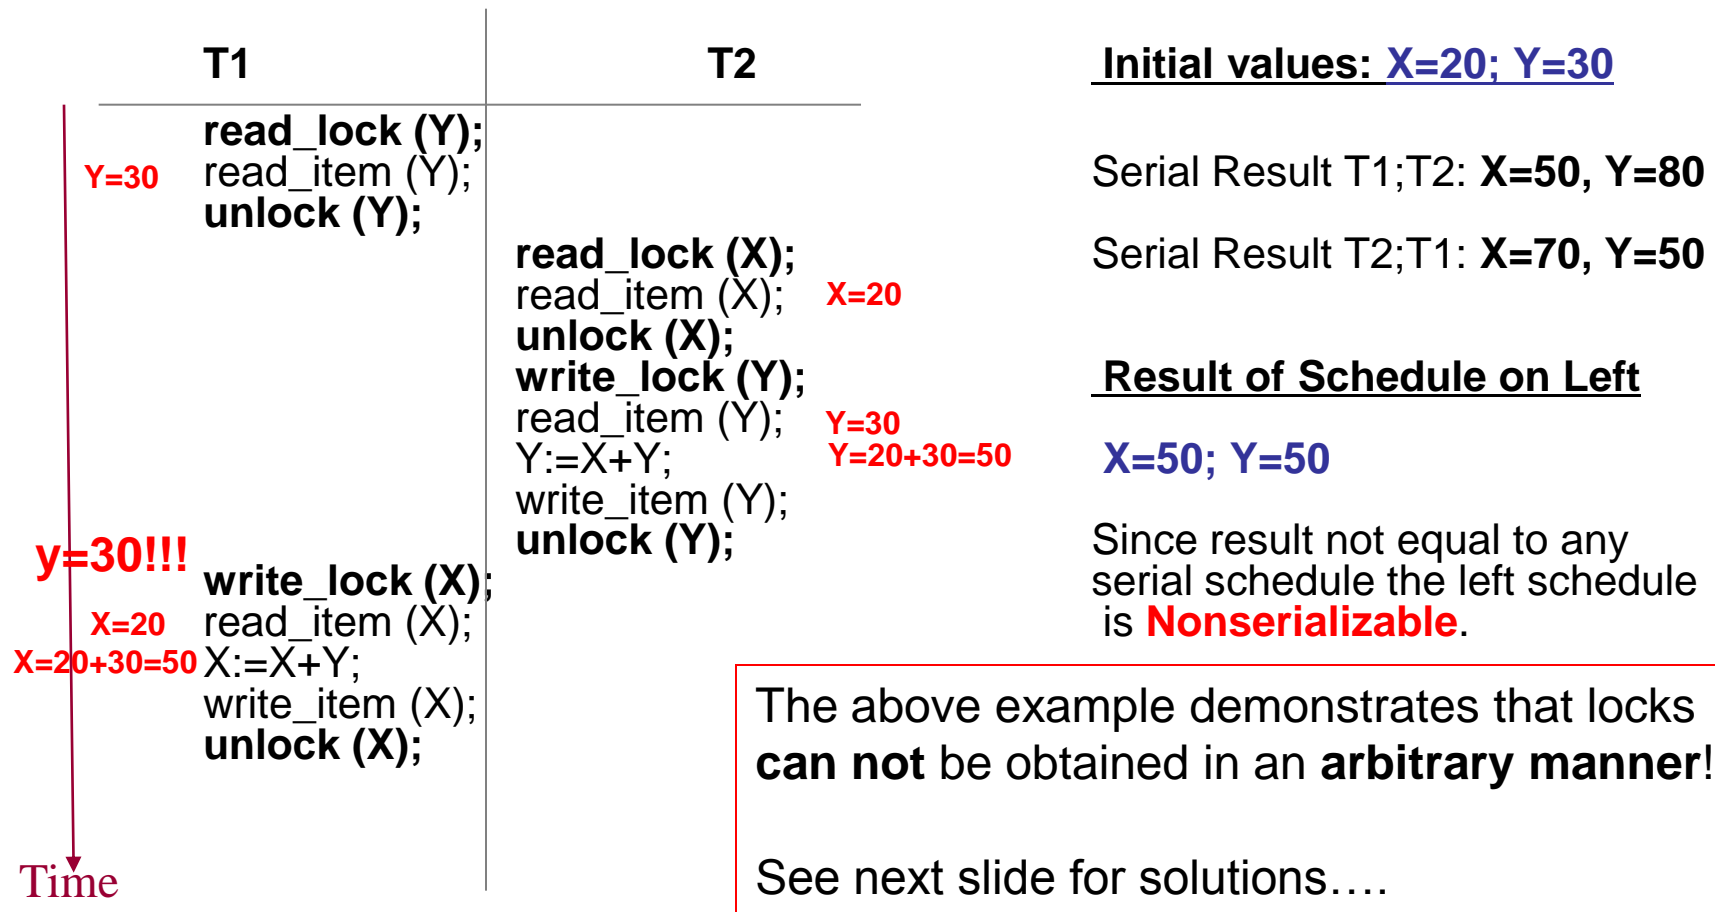 T1
T2
Initial values: X=20; Y=30
read_lock (Y);
Y=30 read_item (Y);
unlock (Y);
read_lock (X);
read_item (X); X=20
unlock (X);
write_lock (Y);
read_item (Y); Y=30
Y:=X+Y; Y=20+30=50
write_item (Y);
unlock (Y);
y=30!!!
write_lock (X);
X=20 read_item (X);
X=20+30=50 X:=X+Y;
write_item (X);
unlock (X);
Time
Serial Result T1;T2: X=50, Y=80
Serial Result T2;T1: X=70, Y=50
Result of Schedule on Left
X=50; Y=50
Since result not equal to any
serial schedule the left schedule
is Nonserializable.
The above example demonstrates that locks
can not be obtained in an arbitrary manner!
See next slide for solutions….